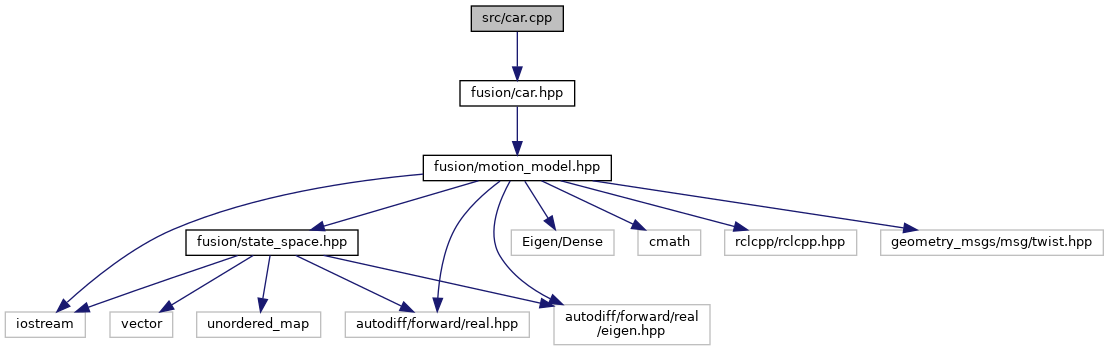 src/car.cpp
fusion/car.hpp
fusion/motion_model.hpp
fusion/state_space.hpp
Eigen/Dense
cmath
rclcpp/rclcpp.hpp
geometry_msgs/msg/twist.hpp
iostream
vector
unordered_map
autodiff/forward/real.hpp
autodiff/forward/real
/eigen.hpp